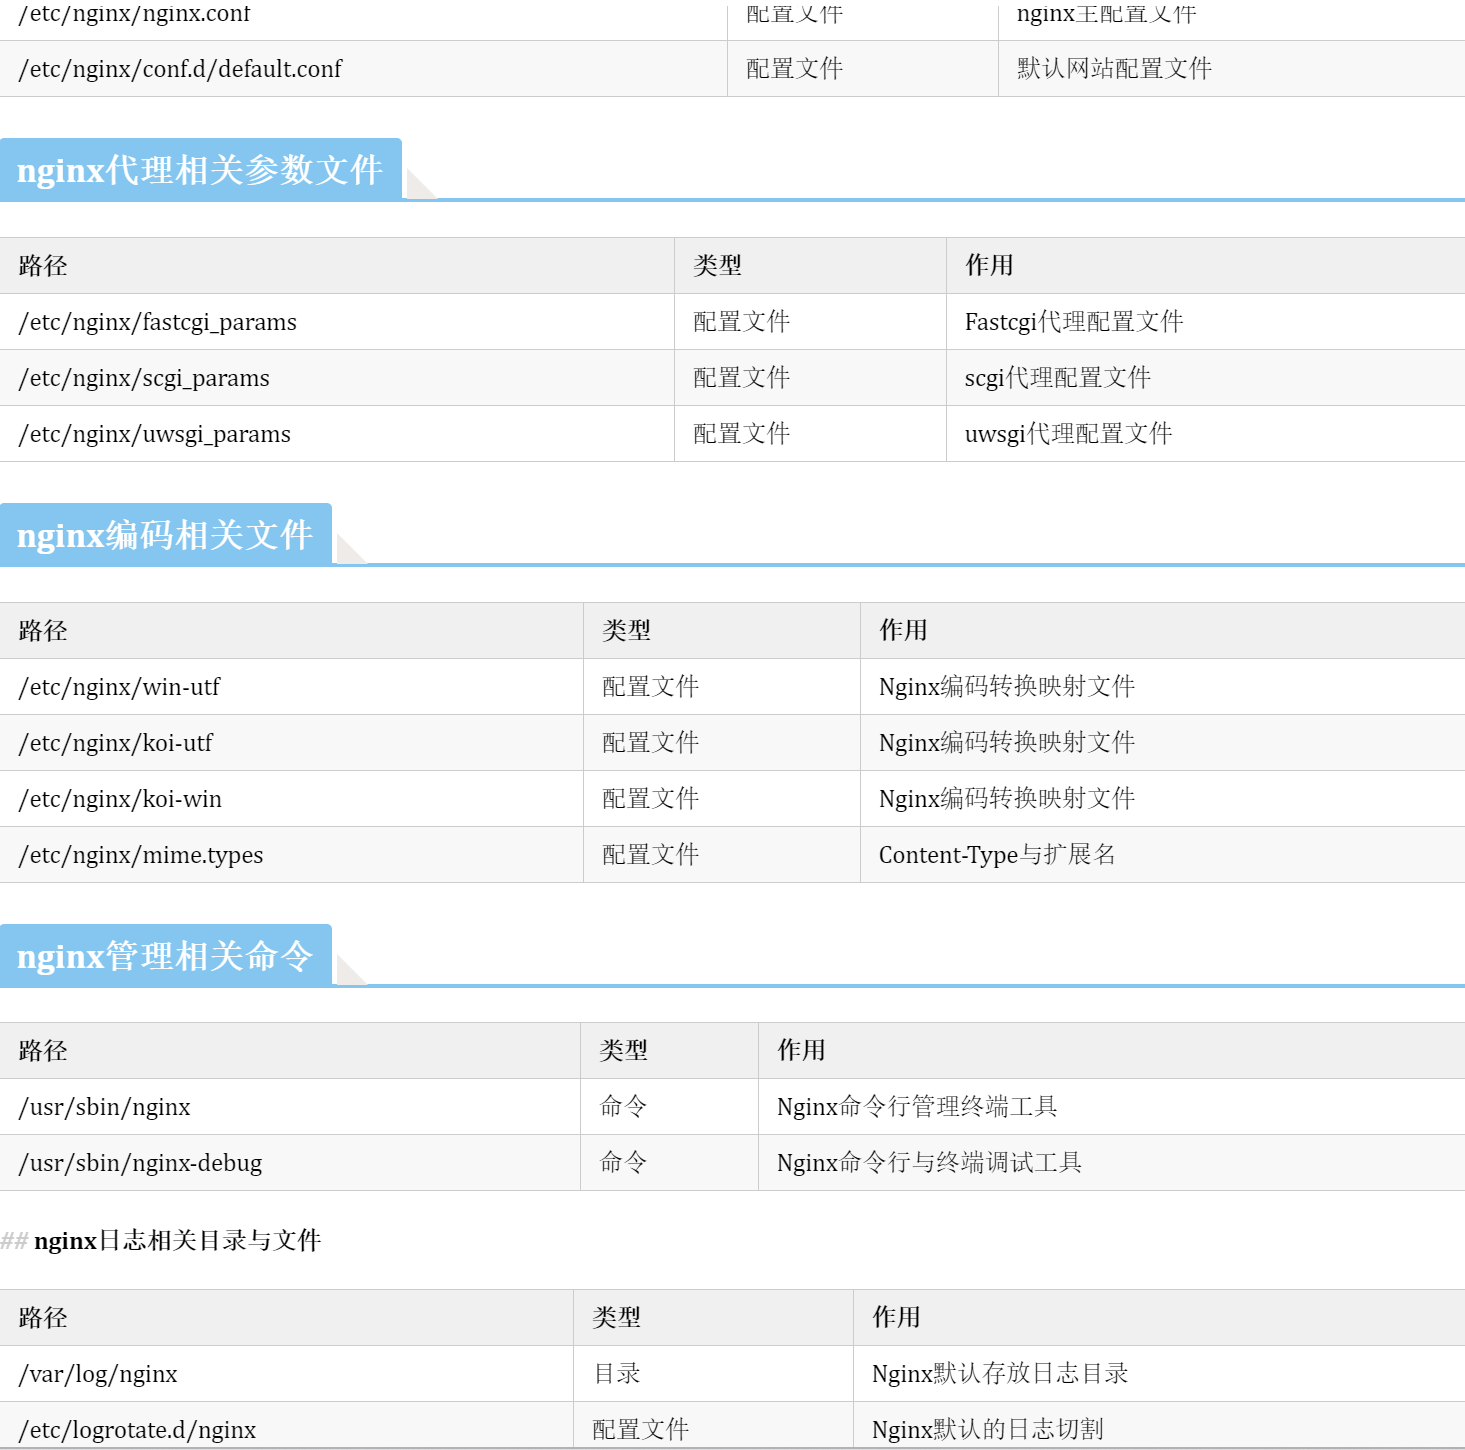 /etc/nginx/nginx.conf 配置文件 nginx主配置文件
/etc/nginx/conf.d/default.conf 配置文件 默认网站配置文件
nginx代理相关参数文件
路径 类型 作用
/etc/nginx/fastcgi_params 配置文件 Fastcgi代理配置文件
/etc/nginx/scgi_params 配置文件 scgi代理配置文件
/etc/nginx/uwsgi_params 配置文件 uwsgi代理配置文件
nginx编码相关文件
路径 类型 作用
/etc/nginx/win-utf 配置文件 Nginx编码转换映射文件
/etc/nginx/koi-utf 配置文件 Nginx编码转换映射文件
/etc/nginx/koi-win 配置文件 Nginx编码转换映射文件
/etc/nginx/mime.types 配置文件 Content-Type与扩展名
nginx管理相关命令
路径 类型 作用
/usr/sbin/nginx 命令 Nginx命令行管理终端工具
/usr/sbin/nginx-debug 命令 Nginx命令行与终端调试工具
## nginx日志相关目录与文件
路径 类型 作用
/var/log/nginx 目录 Nginx默认存放日志目录
/etc/logrotate.d/nginx 配置文件 Nginx默认的日志切割